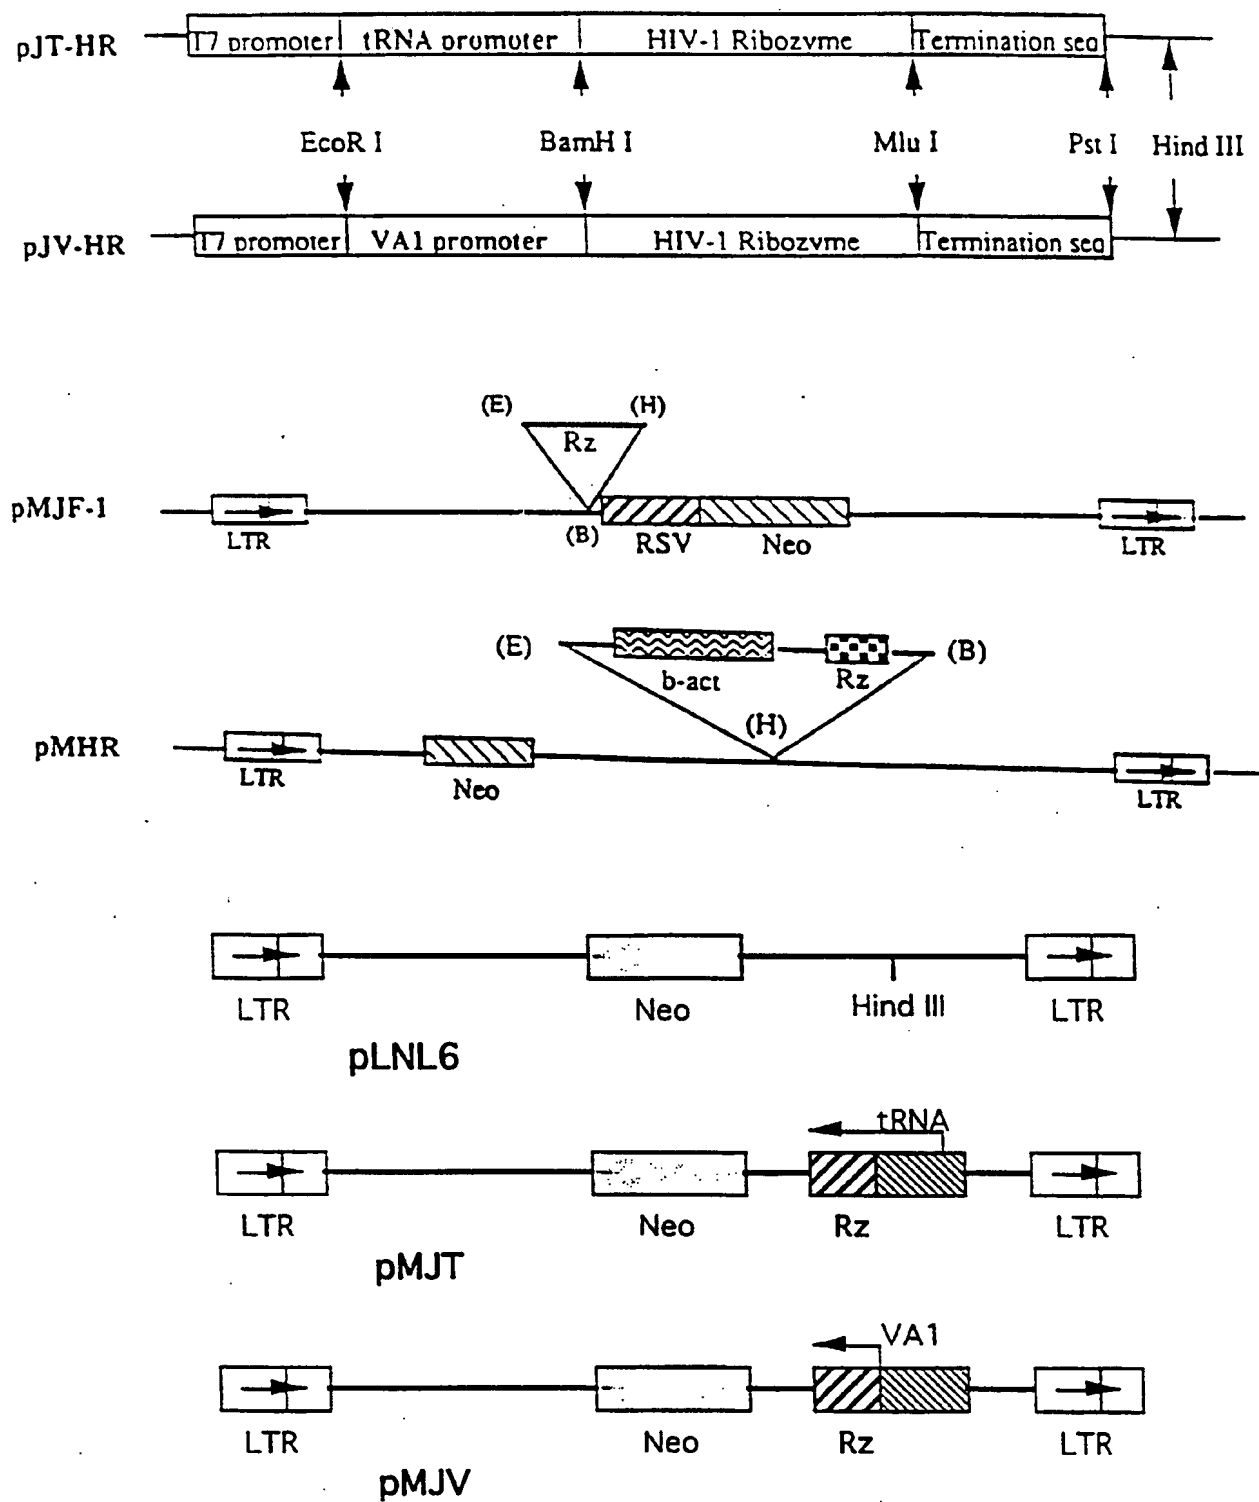 pJT-HR T7 promoter tRNA promoter HIV-1 Ribozyme Termination seq
EcoR I BamH I Mlu I Pst I Hind III
pJV-HR T7 promoter VA1 promoter HIV-1 Ribozyme Termination seq
(E) (H)
Rz
pMJF-1
LTR (B) RSV Neo LTR
(E) (B)
b-act Rz
(H)
pMHR
LTR Neo LTR
LTR Neo Hind III LTR
pLNL6
tRNA
LTR Neo Rz LTR
pMJT
VA1
LTR Neo Rz LTR
pMJV